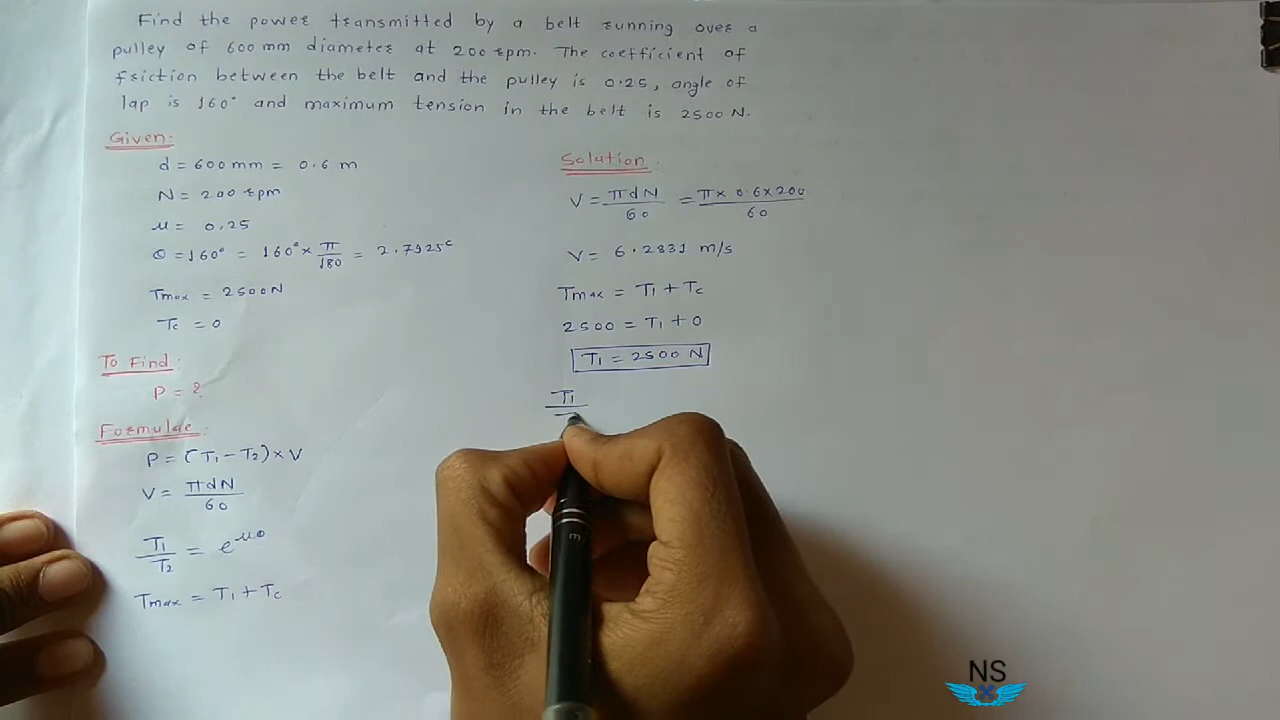 Find the power transmitted by a belt running over a
pulley of 600 mm diameter at 200 rpm. The coefficient of
friction between the belt and the pulley is 0.25, angle of
lap is 160° and maximum tension in the belt is 2500 N.
Given:
d = 600 mm = 0.6 m
N = 200 rpm
μ = 0.25
θ = 160° = 160° × π/180 = 2.7925ᶜ
Tmax = 2500N
Tc = 0
To Find:
P = ?
Formulae:
P = (T₁ - T₂) × V
V = πdN/60
T₁/T₂ = e^μθ
Tmax = T₁ + Tc
Solution:
V = πdN/60 = π × 0.6 × 200/60
V = 6.2831 m/s
Tmax = T₁ + Tc
2500 = T₁ + 0
T₁ = 2500 N
T₁
NS